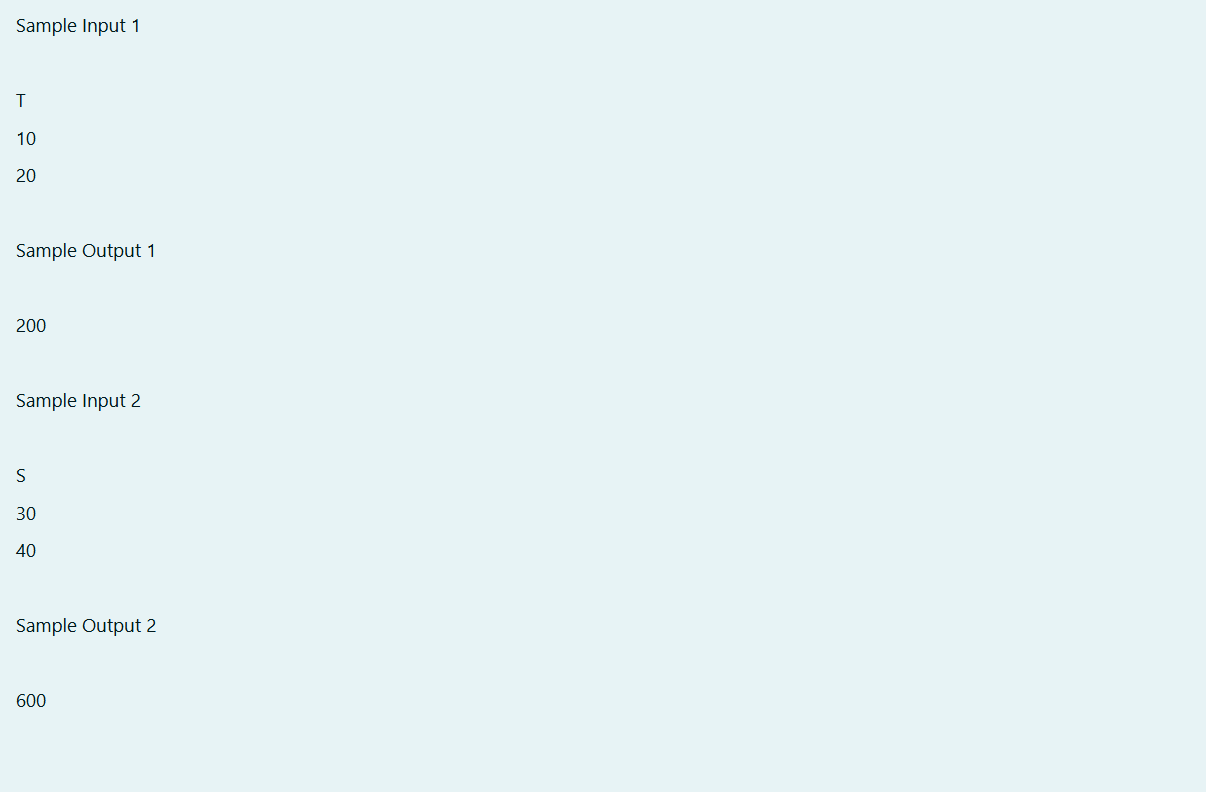 Sample Input 1
T
10
20
Sample Output 1
200
Sample Input 2
S
30
40
Sample Output 2
600